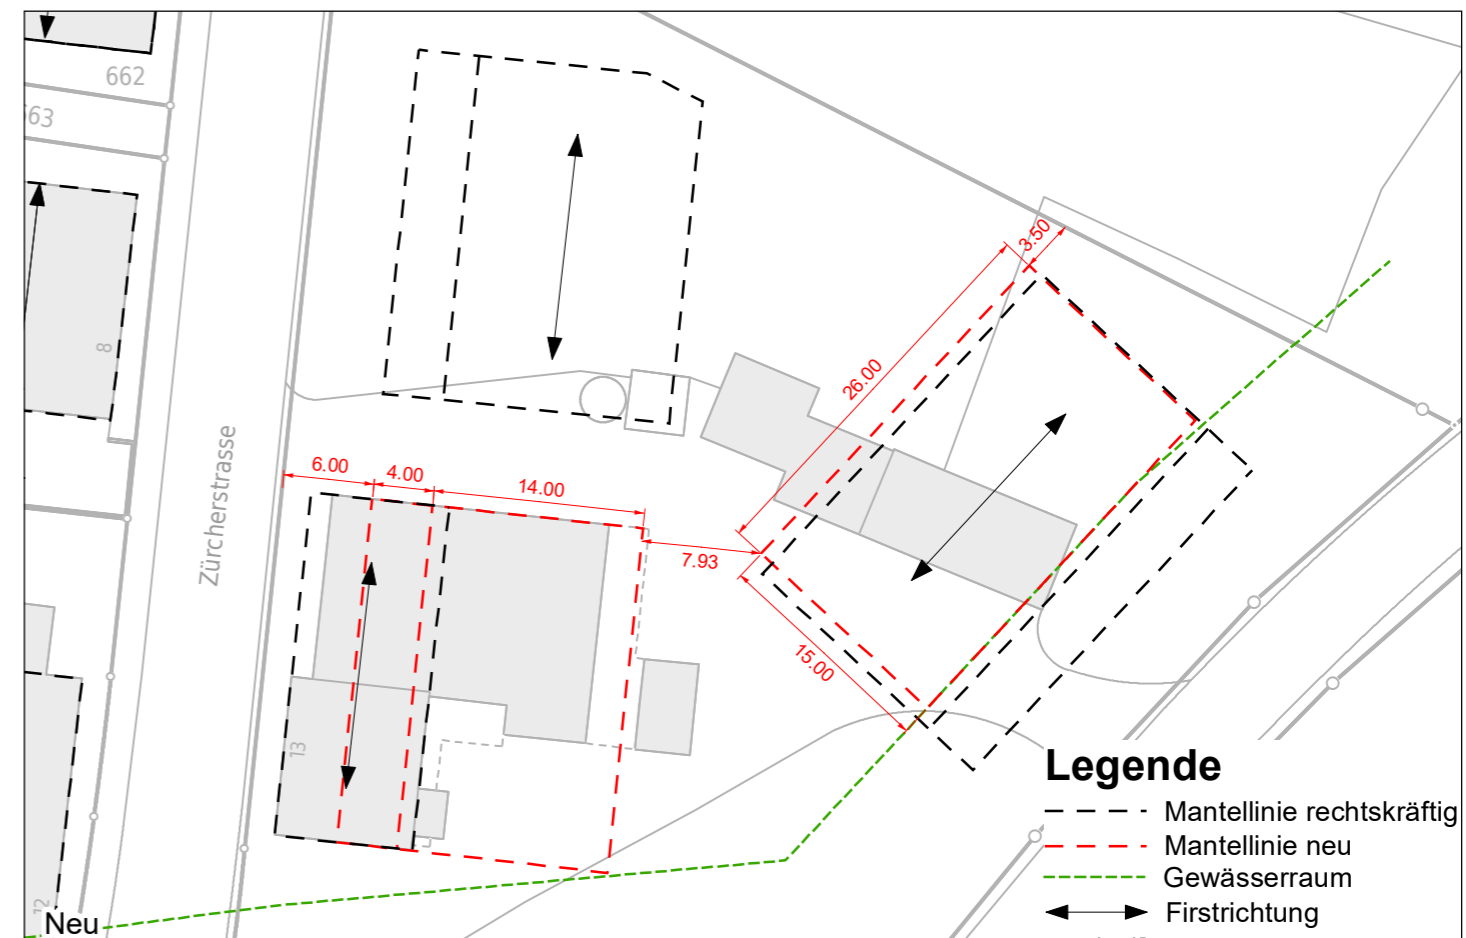 662
63
8
Zürcherstrasse
3.50
26.00
6.00
4.00
14.00
7.93
15.00
13
12
Neu
Legende
Mantellinie rechtskräftig
Mantellinie neu
Gewässerraum
Firstrichtung